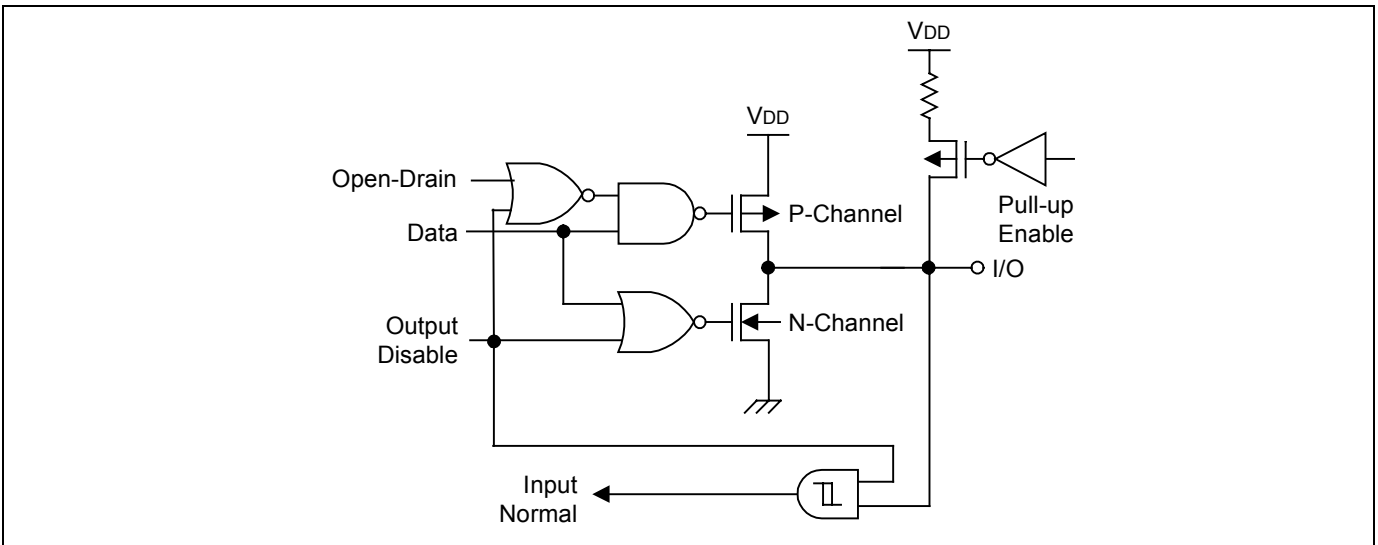 VDD
VDD
Open-Drain
Data
P-Channel
Pull-up
Enable
I/O
Output
Disable
N-Channel
Input
Normal